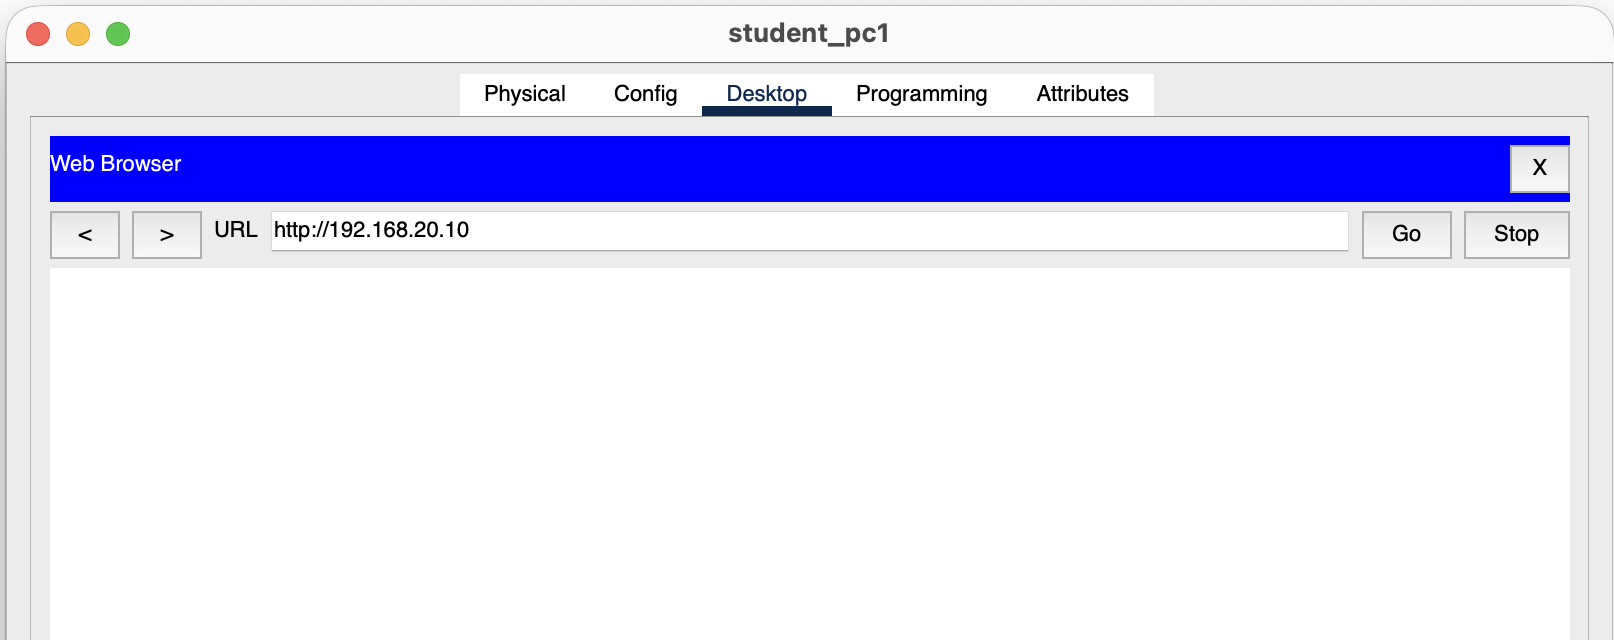 student_pc1
Physical Config Desktop Programming Attributes
Web Browser X
< > URL http://192.168.20.10 Go Stop